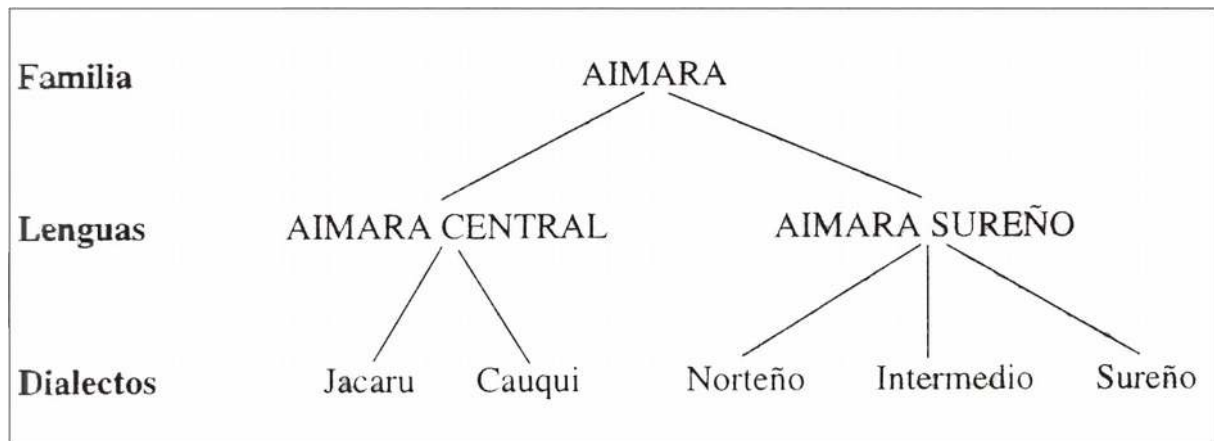 Familia AIMARA
Lenguas AIMARA CENTRAL AIMARA SUREÑO
Dialectos Jacaru Cauqui Norteño Intermedio Sureño